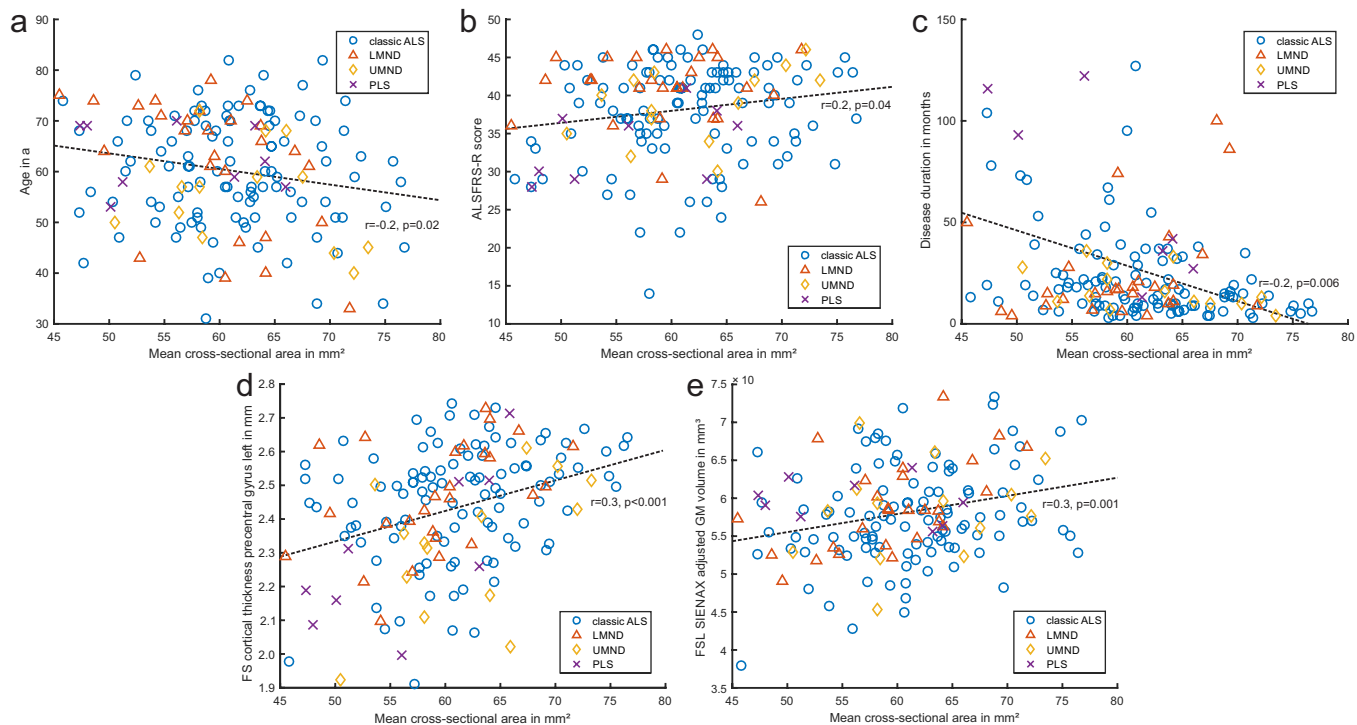 a
90
80
70
60
50
40
30
Age in a
45 50 55 60 65 70 75 80
Mean cross-sectional area in mm²
classic ALS
LMND
UMND
PLS
r=-0.2, p=0.02
b
50
45
40
35
30
25
20
15
10
ALSFRS-R score
45 50 55 60 65 70 75 80
Mean cross-sectional area in mm²
r=0.2, p=0.04
classic ALS
LMND
UMND
PLS
c
150
100
50
0
Disease duration in months
45 50 55 60 65 70 75 80
Mean cross-sectional area in mm²
classic ALS
LMND
UMND
PLS
r=-0.2, p=0.006
d
2.8
2.7
2.6
2.5
2.4
2.3
2.2
2.1
2.0
1.9
FS cortical thickness precentral gyrus left in mm
45 50 55 60 65 70 75 80
Mean cross-sectional area in mm²
r=0.3, p<0.001
classic ALS
LMND
UMND
PLS
e
× 10
7.5
7
6.5
6
5.5
5
4.5
4
3.5
FSL SIENAX adjusted GM volume in mm³
45 50 55 60 65 70 75 80
Mean cross-sectional area in mm²
r=0.3, p=0.001
classic ALS
LMND
UMND
PLS